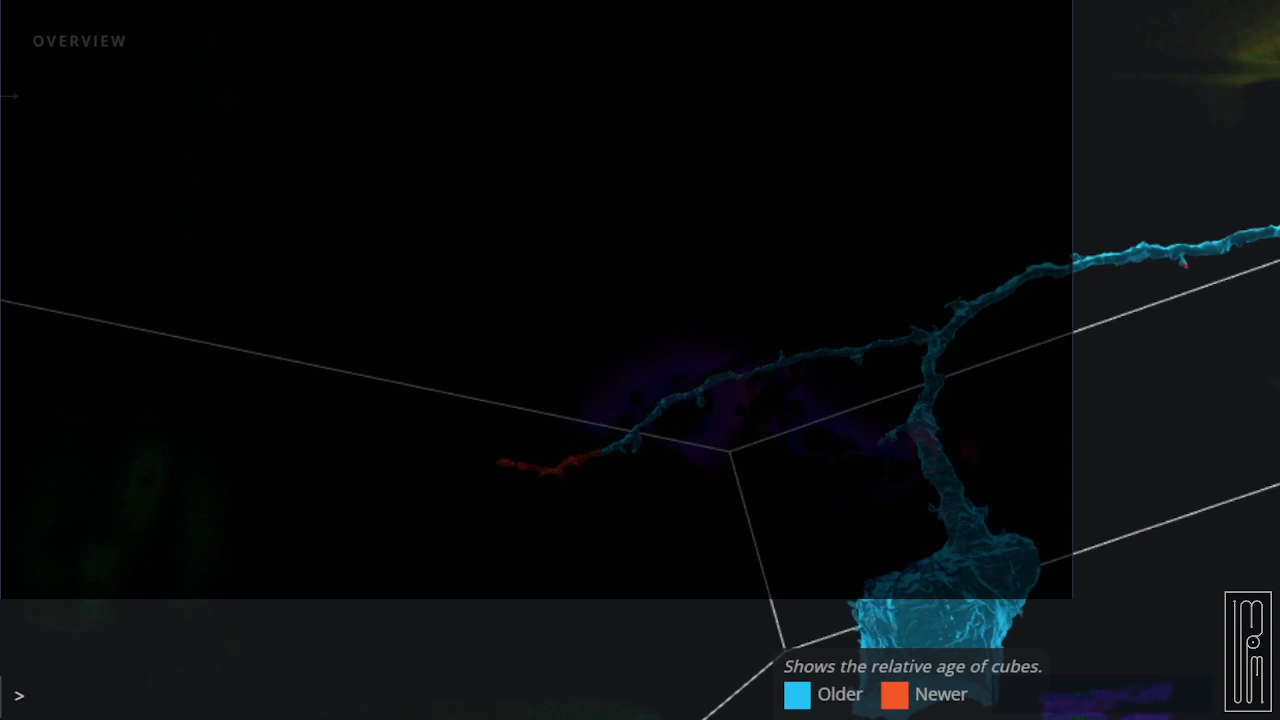 OVERVIEW
→
Shows the relative age of cubes.
Older Newer
>